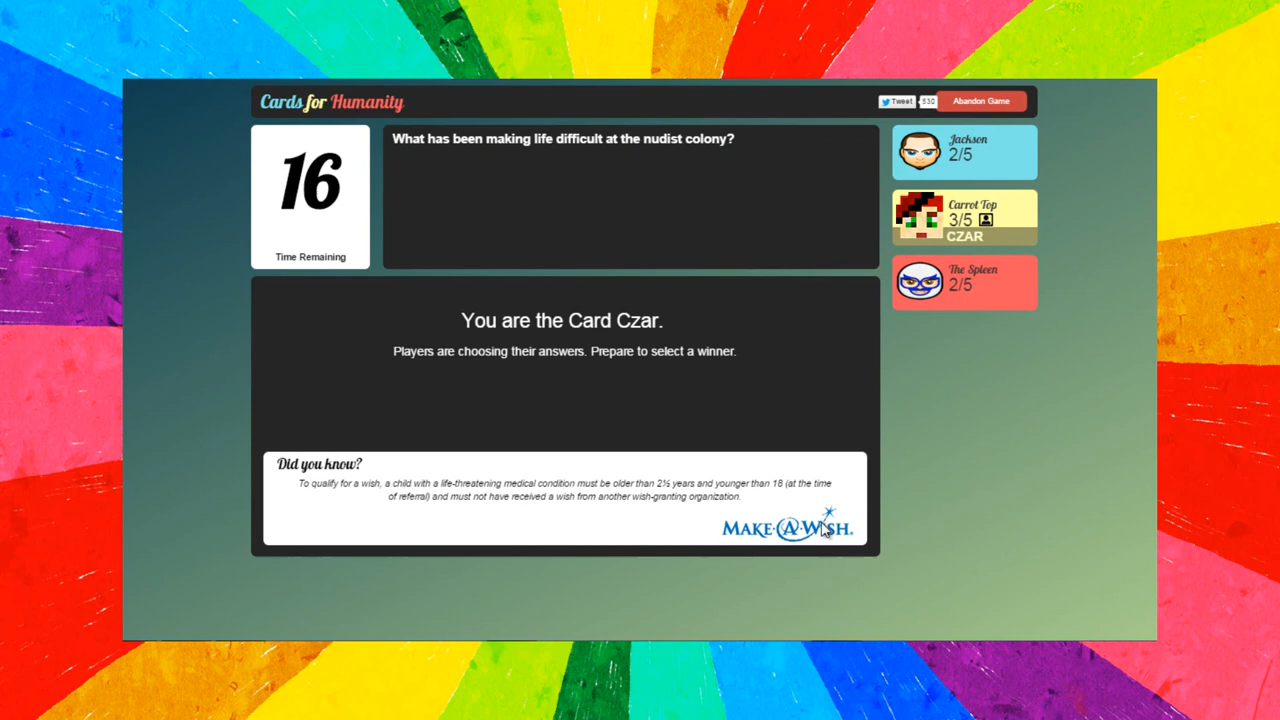 Cards for Humanity
Tweet
530
Abandon Game
16
Time Remaining
What has been making life difficult at the nudist colony?
Jackson
2/5
Carrot Top
3/5
CZAR
The Spleen
2/5
You are the Card Czar.
Players are choosing their answers. Prepare to select a winner.
Did you know?
To qualify for a wish, a child with a life-threatening medical condition must be older than 2½ years and younger than 18 (at the time
of referral) and must not have received a wish from another wish-granting organization.
MAKE·A·WISH.